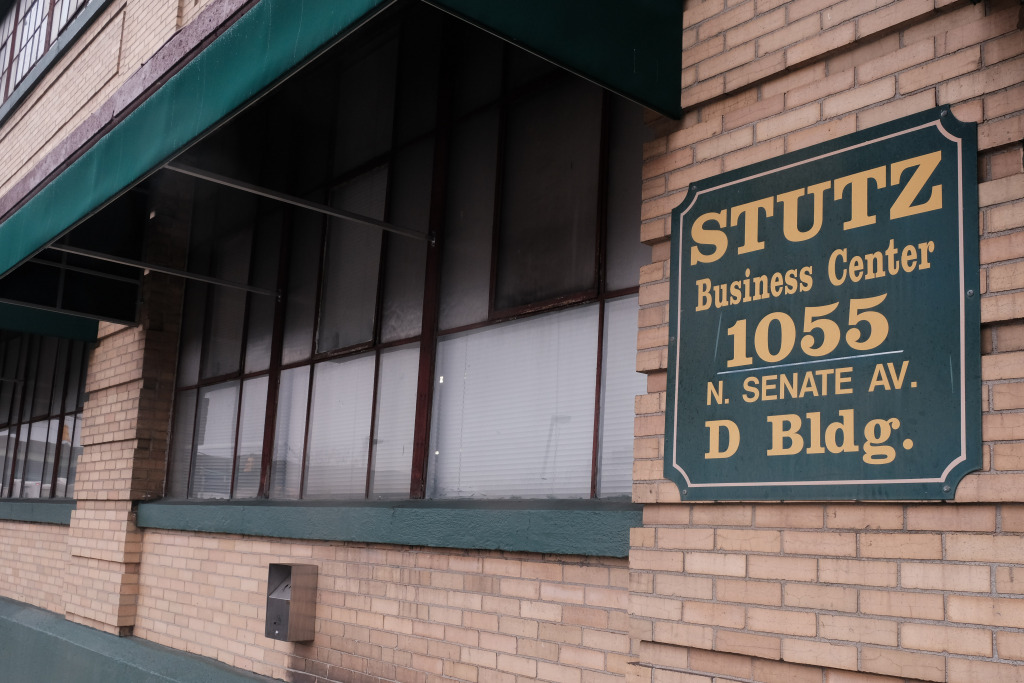 STUTZ
Business Center
1055
N. SENATE AV.
D Bldg.